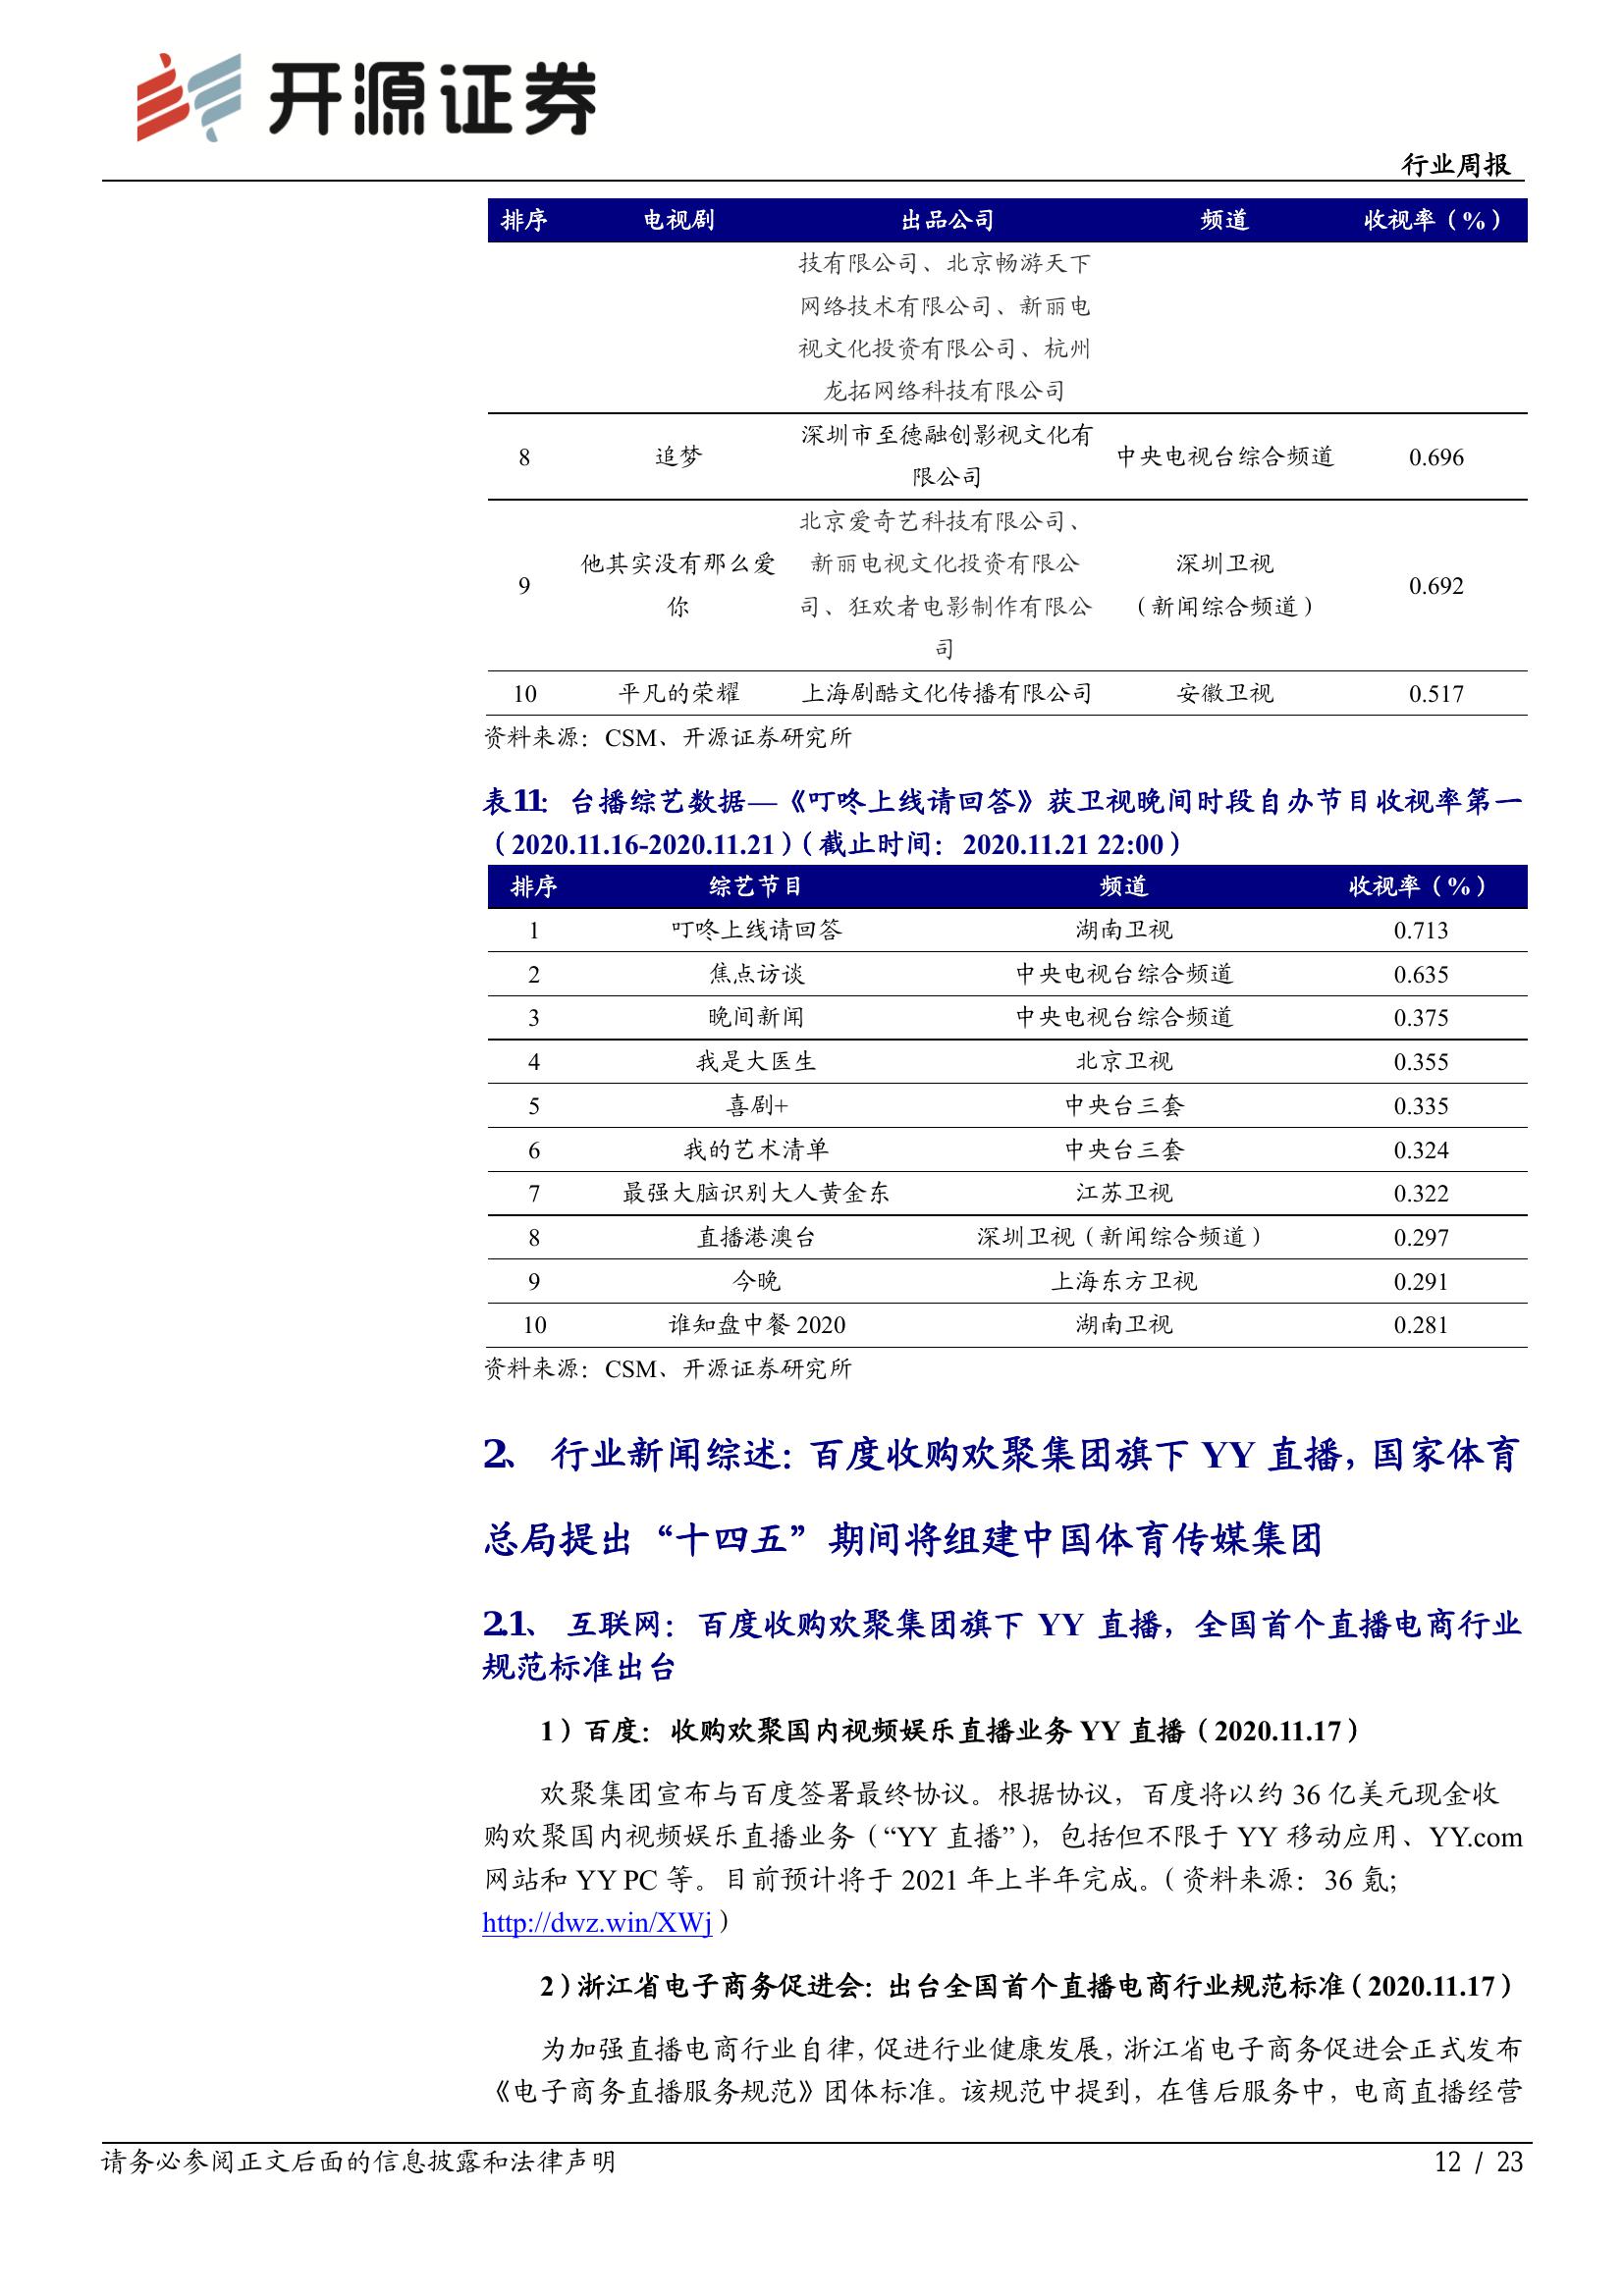 开源证券
行业周报
排序 电视剧 出品公司 频道 收视率（%）
技有限公司、北京畅游天下
网络技术有限公司、新丽电
视文化投资有限公司、杭州
龙拓网络科技有限公司
8 追梦 深圳市至德融创影视文化有
限公司 中央电视台综合频道 0.696
9 他其实没有那么爱
你 北京爱奇艺科技有限公司、
新丽电视文化投资有限公
司、狂欢者电影制作有限公
司 深圳卫视
（新闻综合频道） 0.692
10 平凡的荣耀 上海剧酷文化传播有限公司 安徽卫视 0.517
资料来源：CSM、开源证券研究所
表11： 台播综艺数据—《叮咚上线请回答》获卫视晚间时段自办节目收视率第一
（2020.11.16-2020.11.21）（截止时间：2020.11.21 22:00）
排序 综艺节目 频道 收视率（%）
1 叮咚上线请回答 湖南卫视 0.713
2 焦点访谈 中央电视台综合频道 0.635
3 晚间新闻 中央电视台综合频道 0.375
4 我是大医生 北京卫视 0.355
5 喜剧+ 中央台三套 0.335
6 我的艺术清单 中央台三套 0.324
7 最强大脑识别大人黄金东 江苏卫视 0.322
8 直播港澳台 深圳卫视（新闻综合频道） 0.297
9 今晚 上海东方卫视 0.291
10 谁知盘中餐 2020 湖南卫视 0.281
资料来源：CSM、开源证券研究所
2、 行业新闻综述：百度收购欢聚集团旗下 YY 直播，国家体育
总局提出“十四五”期间将组建中国体育传媒集团
2.1、 互联网：百度收购欢聚集团旗下 YY 直播，全国首个直播电商行业
规范标准出台
1）百度：收购欢聚国内视频娱乐直播业务 YY 直播（2020.11.17）
欢聚集团宣布与百度签署最终协议。根据协议，百度将以约 36 亿美元现金收
购欢聚国内视频娱乐直播业务（“YY 直播”），包括但不限于 YY 移动应用、YY.com
网站和 YY PC 等。目前预计将于 2021 年上半年完成。（资料来源：36 氪；
http://dwz.win/XWj）
2）浙江省电子商务促进会：出台全国首个直播电商行业规范标准（2020.11.17）
为加强直播电商行业自律，促进行业健康发展，浙江省电子商务促进会正式发布
《电子商务直播服务规范》团体标准。该规范中提到，在售后服务中，电商直播经营
请务必参阅正文后面的信息披露和法律声明
12 / 23